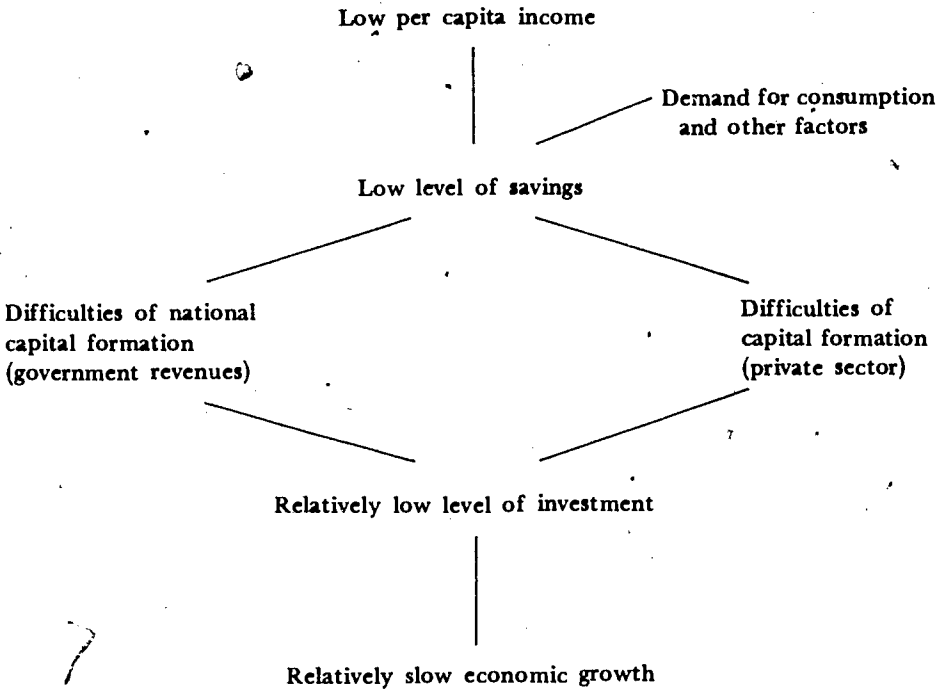 Low per capita income
Demand for consumption
and other factors
Low level of savings
Difficulties of national
capital formation
(government revenues)
Difficulties of
capital formation
(private sector)
Relatively low level of investment
Relatively slow economic growth